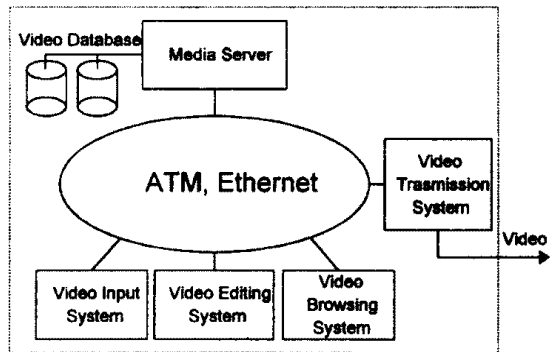 Video Database
Media Server
ATM, Ethernet
Video
Trasmission
System
Video
Video Input
System
Video Editing
System
Video
Browsing
System